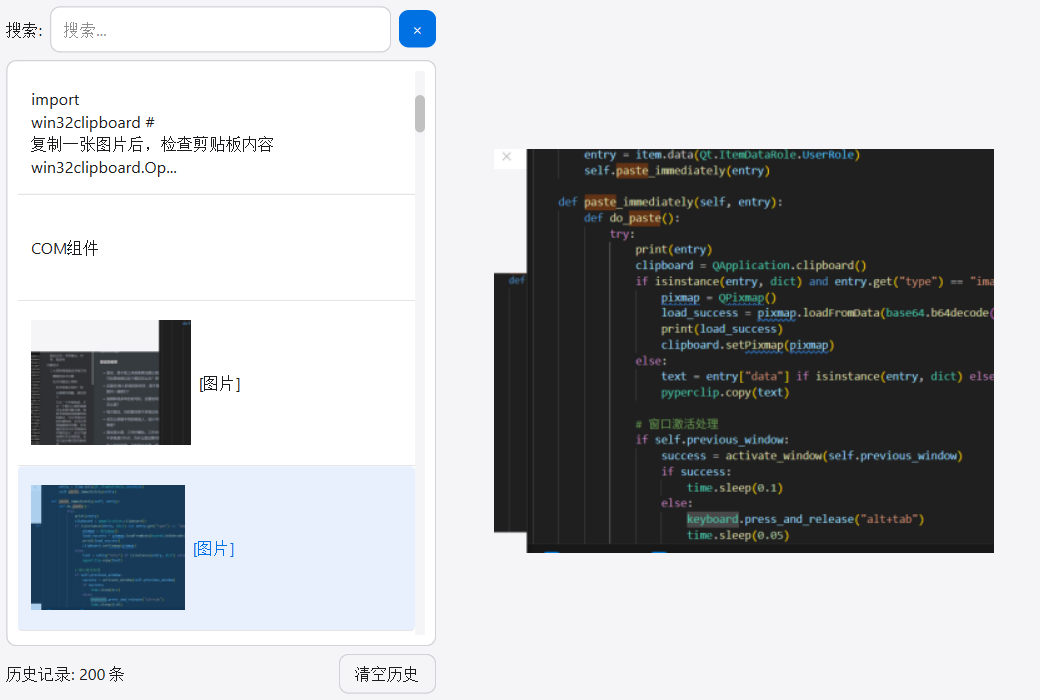 搜索:
搜索...
×
import
win32clipboard #
复制一张图片后，检查剪贴板内容
win32clipboard.Op...
COM组件
[图片]
[图片]
历史记录: 200 条
清空历史
×
def
entry = item.data(Qt.ItemDataRole.UserRole)
self.paste_immediately(entry)
def paste_immediately(self, entry):
def do_paste():
try:
print(entry)
clipboard = QApplication.clipboard()
if isinstance(entry, dict) and entry.get("type") == "ima
pixmap = QPixmap()
load_success = pixmap.loadFromData(base64.b64decode(
print(load_success)
clipboard.setPixmap(pixmap)
else:
text = entry["data"] if isinstance(entry, dict) else
pyperclip.copy(text)
# 窗口激活处理
if self.previous_window:
success = activate_window(self.previous_window)
if success:
time.sleep(0.1)
else:
keyboard.press_and_release("alt+tab")
time.sleep(0.05)